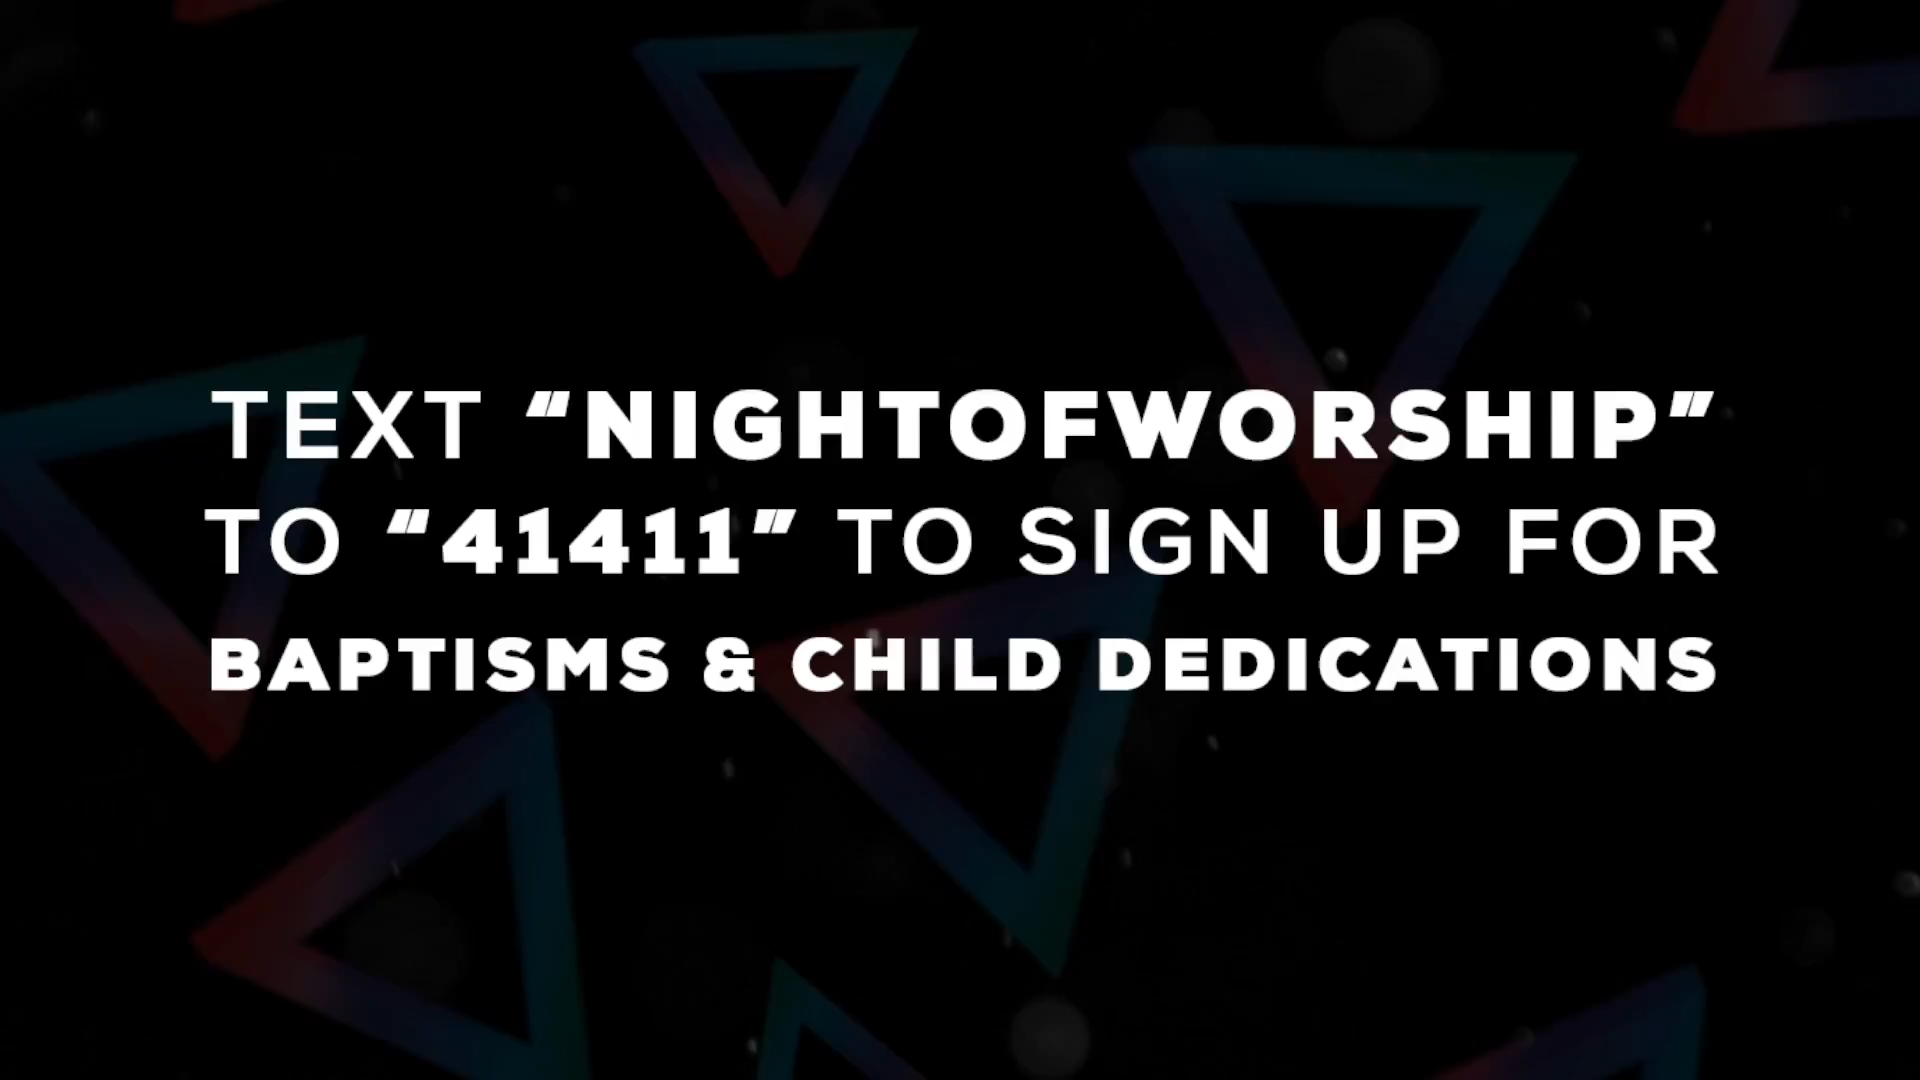 TEXT “NIGHTOFWORSHIP”
TO “41411” TO SIGN UP FOR
BAPTISMS & CHILD DEDICATIONS